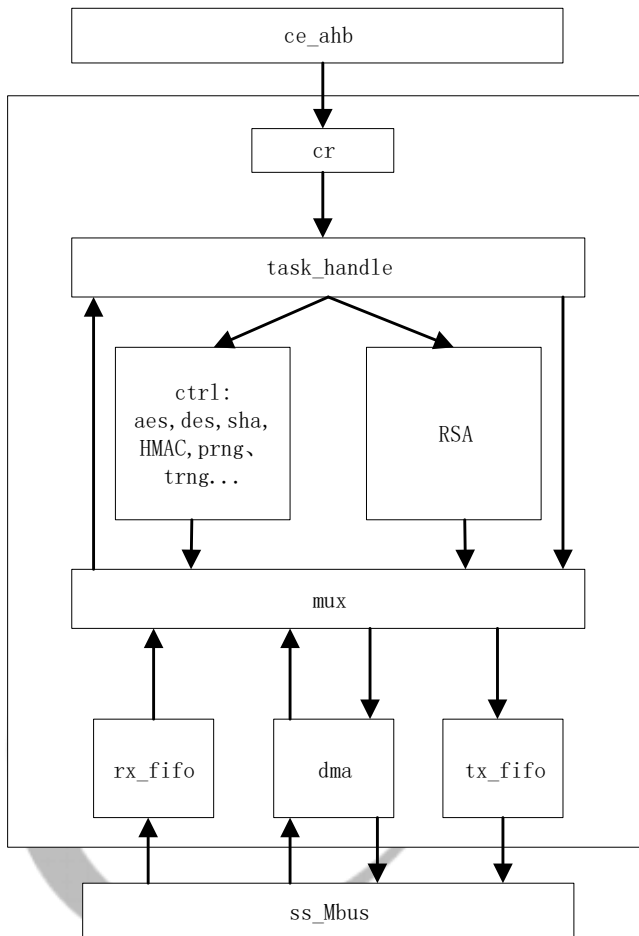 ce_ahb
cr
task_handle
ctrl:
aes,des,sha,
HMAC,prng、
trng...
RSA
mux
rx_fifo
dma
tx_fifo
ss_Mbus